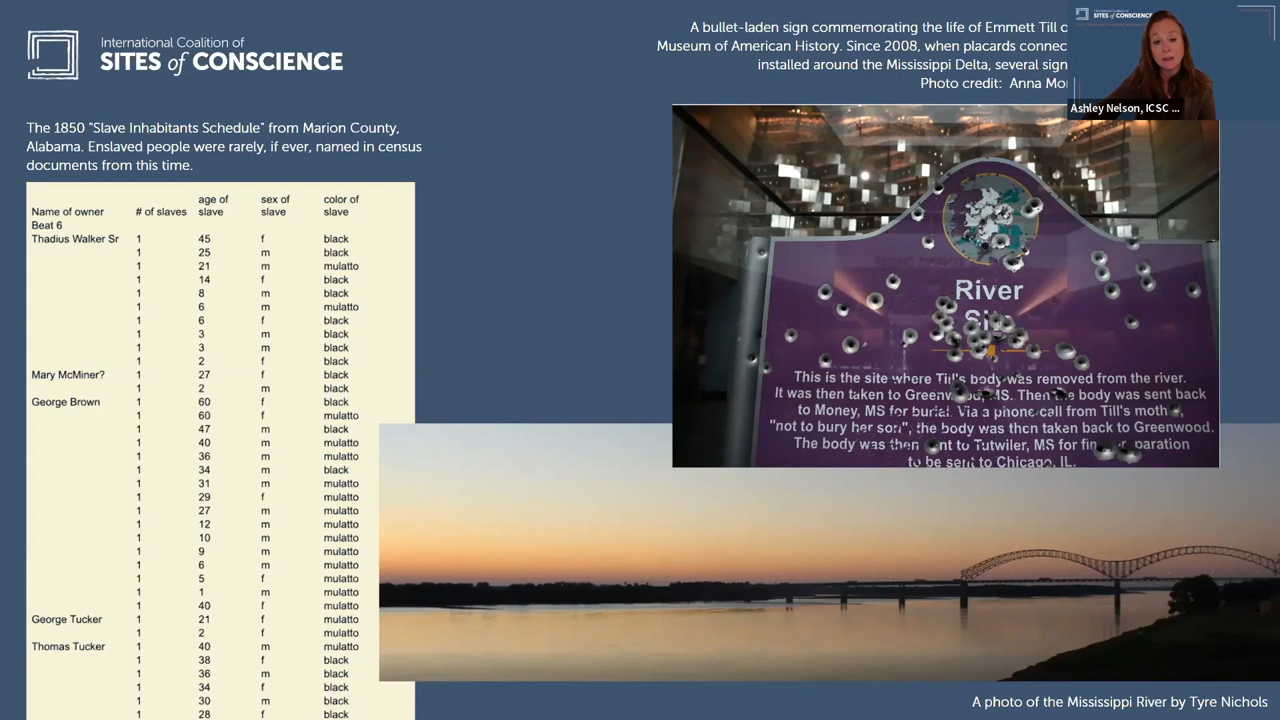 International Coalition of
SITES of CONSCIENCE
The 1850 "Slave Inhabitants Schedule" from Marion County,
Alabama. Enslaved people were rarely, if ever, named in census
documents from this time.
Name of owner # of slaves age of slave sex of slave color of slave
Beat 6
Thadius Walker Sr 1 45 f black
1 25 m black
1 21 m mulatto
1 14 f black
1 8 m black
1 6 m mulatto
1 6 f black
1 3 m black
1 3 m black
1 2 f black
Mary McMiner? 1 27 f black
1 2 m black
George Brown 1 60 f black
1 60 f mulatto
1 47 m black
1 40 m mulatto
1 36 m mulatto
1 34 m black
1 31 m mulatto
1 29 f mulatto
1 27 m mulatto
1 12 m mulatto
1 10 m mulatto
1 9 m mulatto
1 6 m mulatto
1 5 f mulatto
1 1 m mulatto
1 40 f mulatto
George Tucker 1 21 f mulatto
1 2 f mulatto
Thomas Tucker 1 40 m mulatto
1 38 f black
1 36 m black
1 34 f black
1 30 m black
1 28 f black
A bullet-laden sign commemorating the life of Emmett Till
Museum of American History. Since 2008, when placards
installed around the Mississippi Delta, several
Photo credit: Anna
SITES of CONSCIENCE
Ashley Nelson, ICSC ...
River
Site
This is the site where Till's body was removed from the river.
It was then taken to Greenwood, MS. Then the body was sent back
to Money, MS for burial. Via a phone call from Till's
"not to bury her son", the body was then taken back to Greenwood.
The body was then sent to Tutwiler, MS for
to be sent to Chicago, IL.
A photo of the Mississippi River by Tyre Nichols